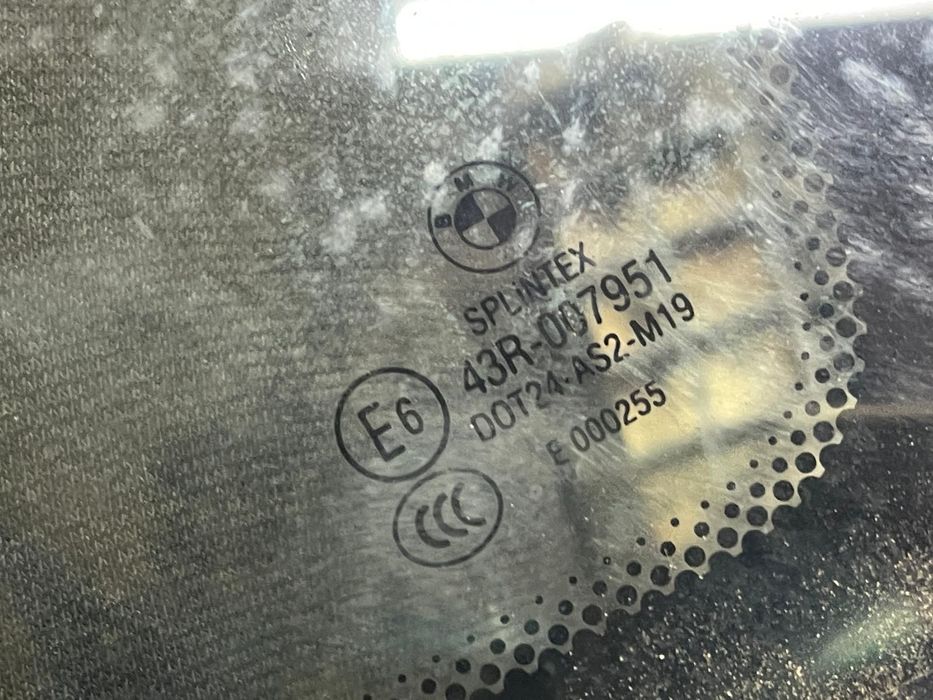 BMW
SPLiNTEX
43R-007951
DOT24-AS2-M19
E 000255
E6
CCC